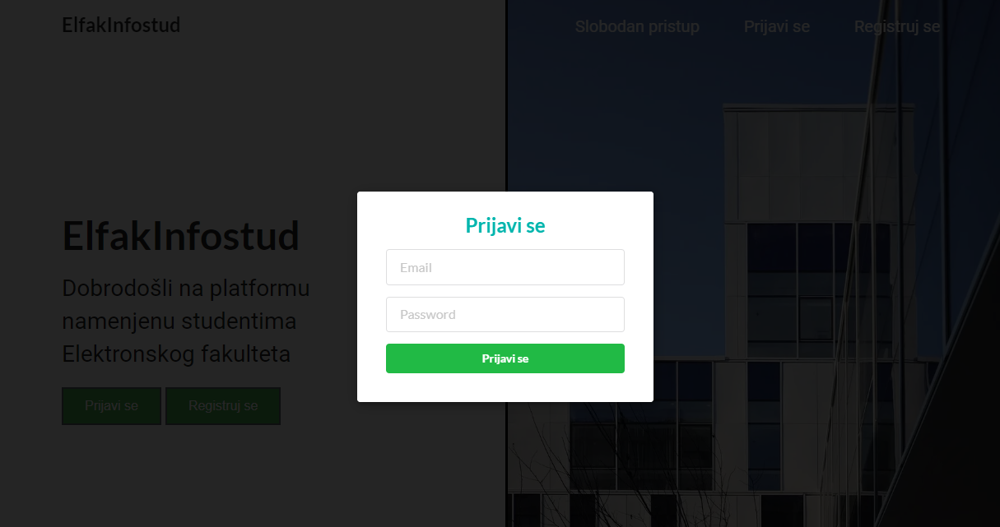 ElfakInfostud
Slobodan pristup
Prijavi se
Registruj se
ElfakInfostud
Dobrodošli na platformu
namenjenu studentima
Elektronskog fakulteta
Prijavi se
Registruj se
Prijavi se
Email
Password
Prijavi se